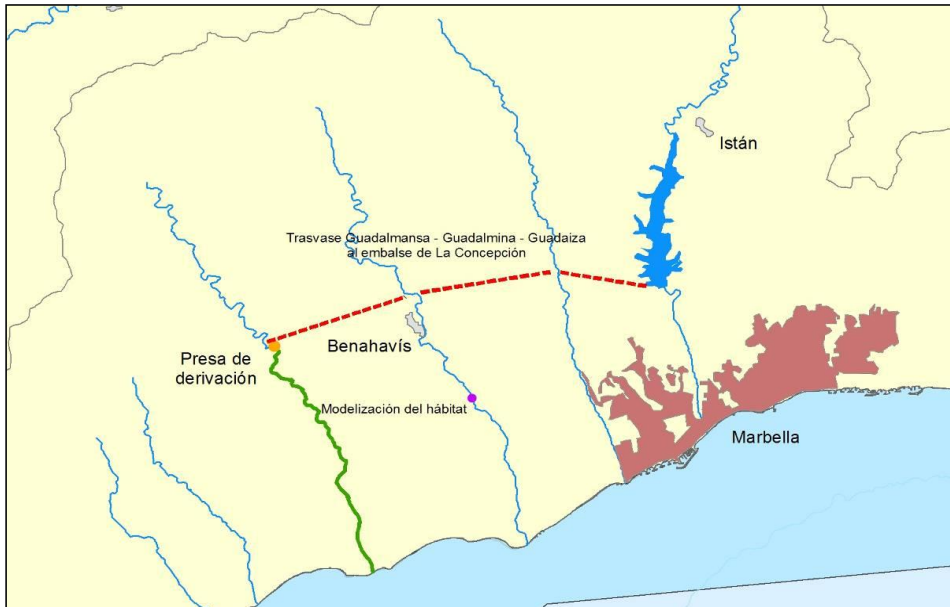 Istán
Trasvase Guadalmansa - Guadalmina - Guadaiza
al embalse de La Concepción
Benahavís
Presa de
derivación
Modelización del hábitat
Marbella